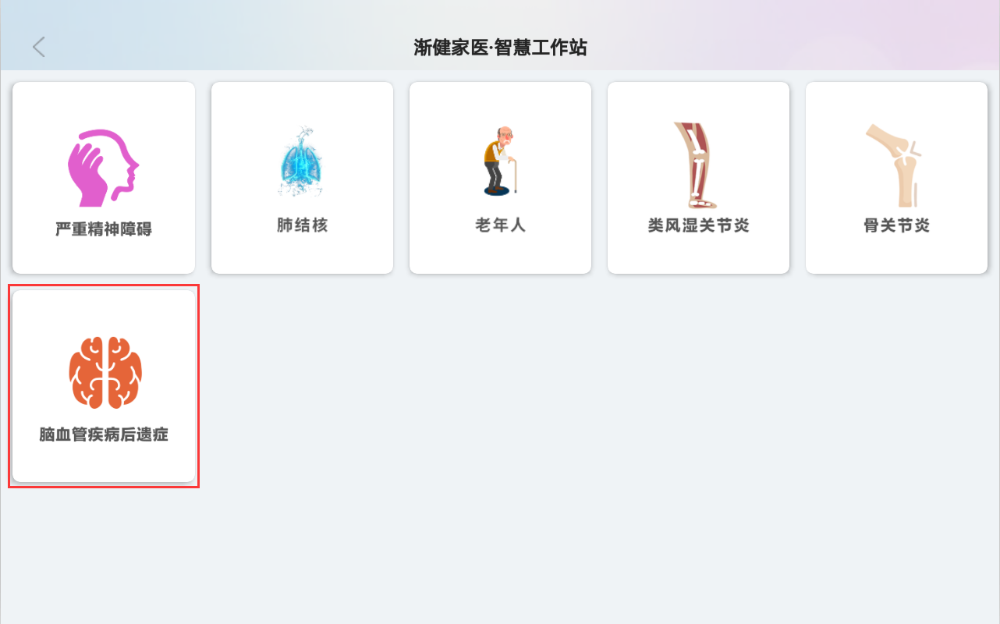 渐健家医·智慧工作站
严重精神障碍
肺结核
老年人
类风湿关节炎
骨关节炎
脑血管疾病后遗症